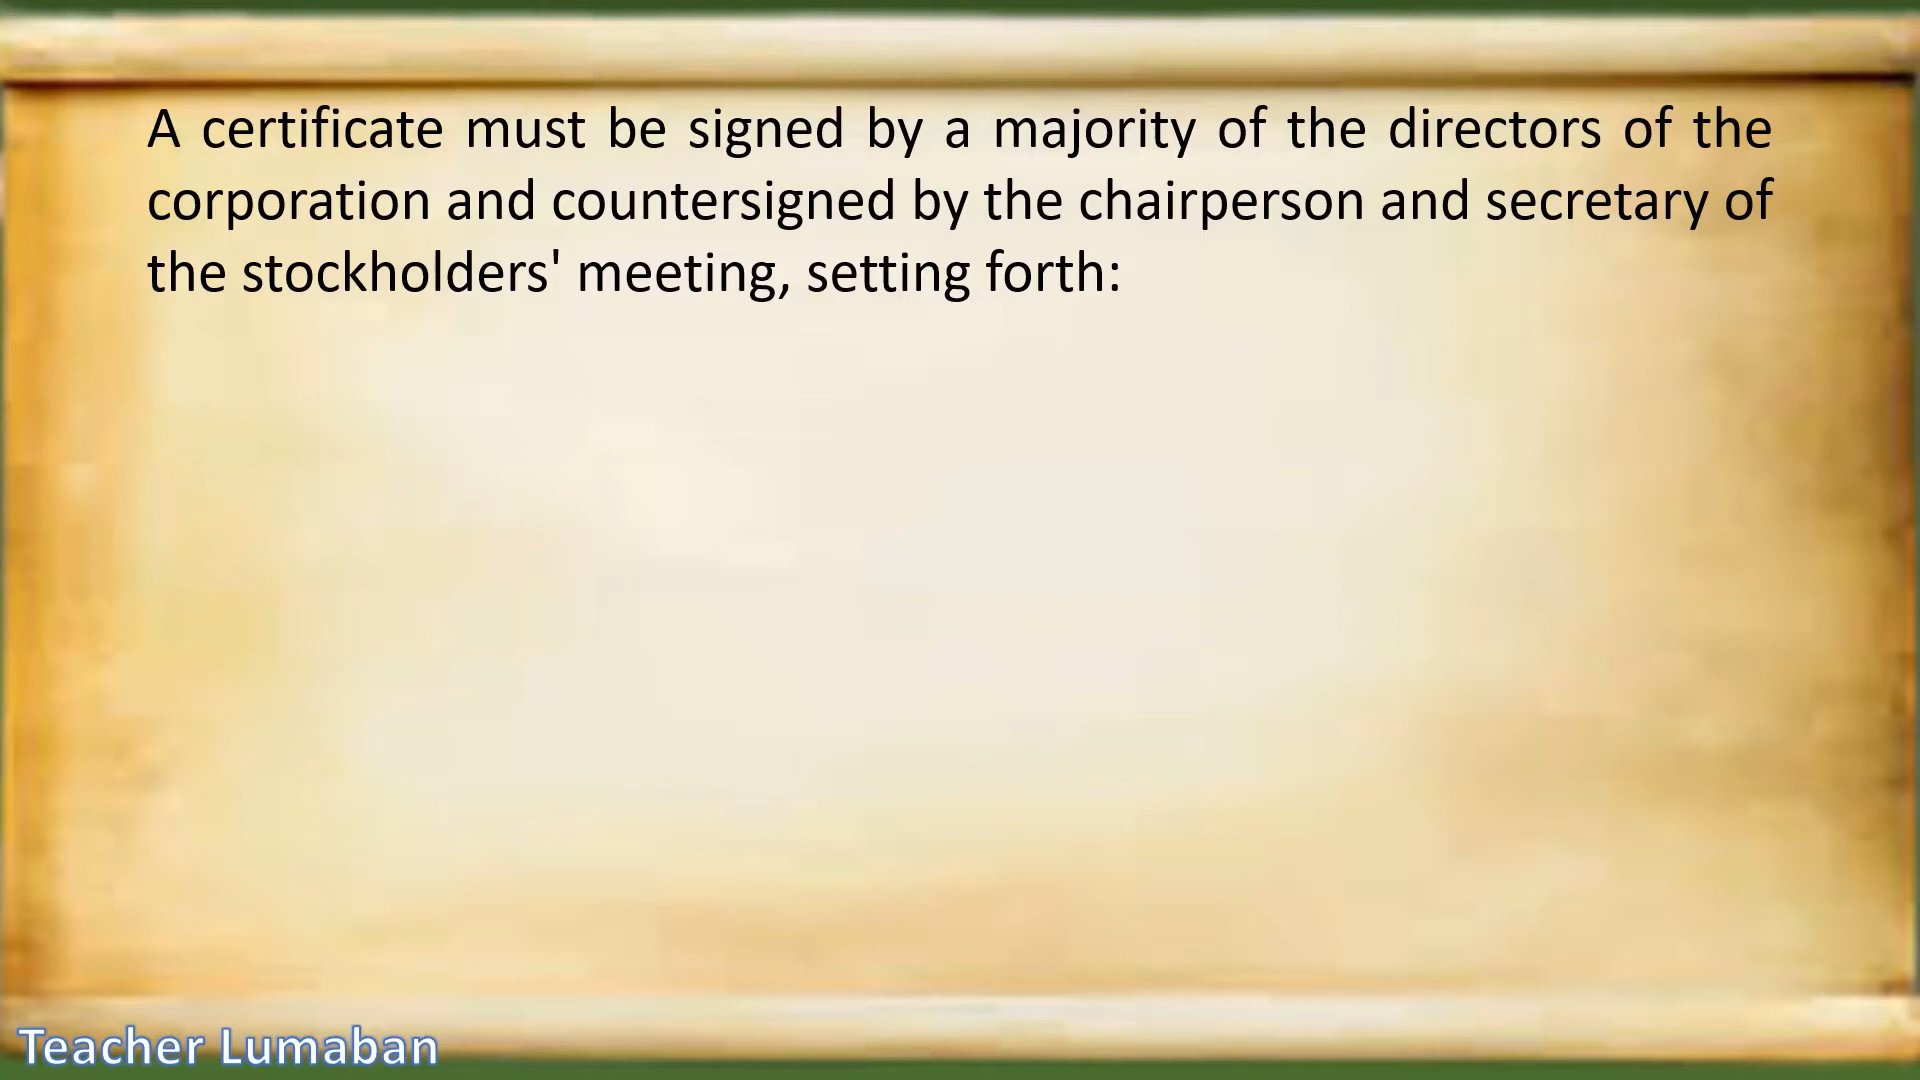 A certificate must be signed by a majority of the directors of the
corporation and countersigned by the chairperson and secretary of
the stockholders' meeting, setting forth:
Teacher Lumaban